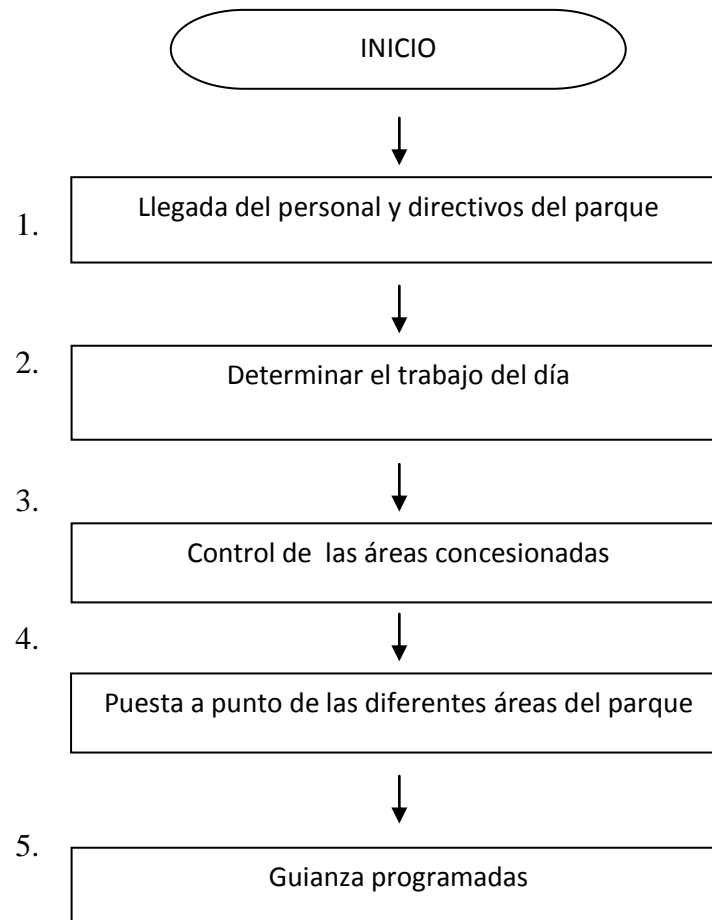 INICIO
1. Llegada del personal y directivos del parque
2. Determinar el trabajo del día
3. Control de  las áreas concesionadas
4. Puesta a punto de las diferentes áreas del parque
5. Guianza programadas